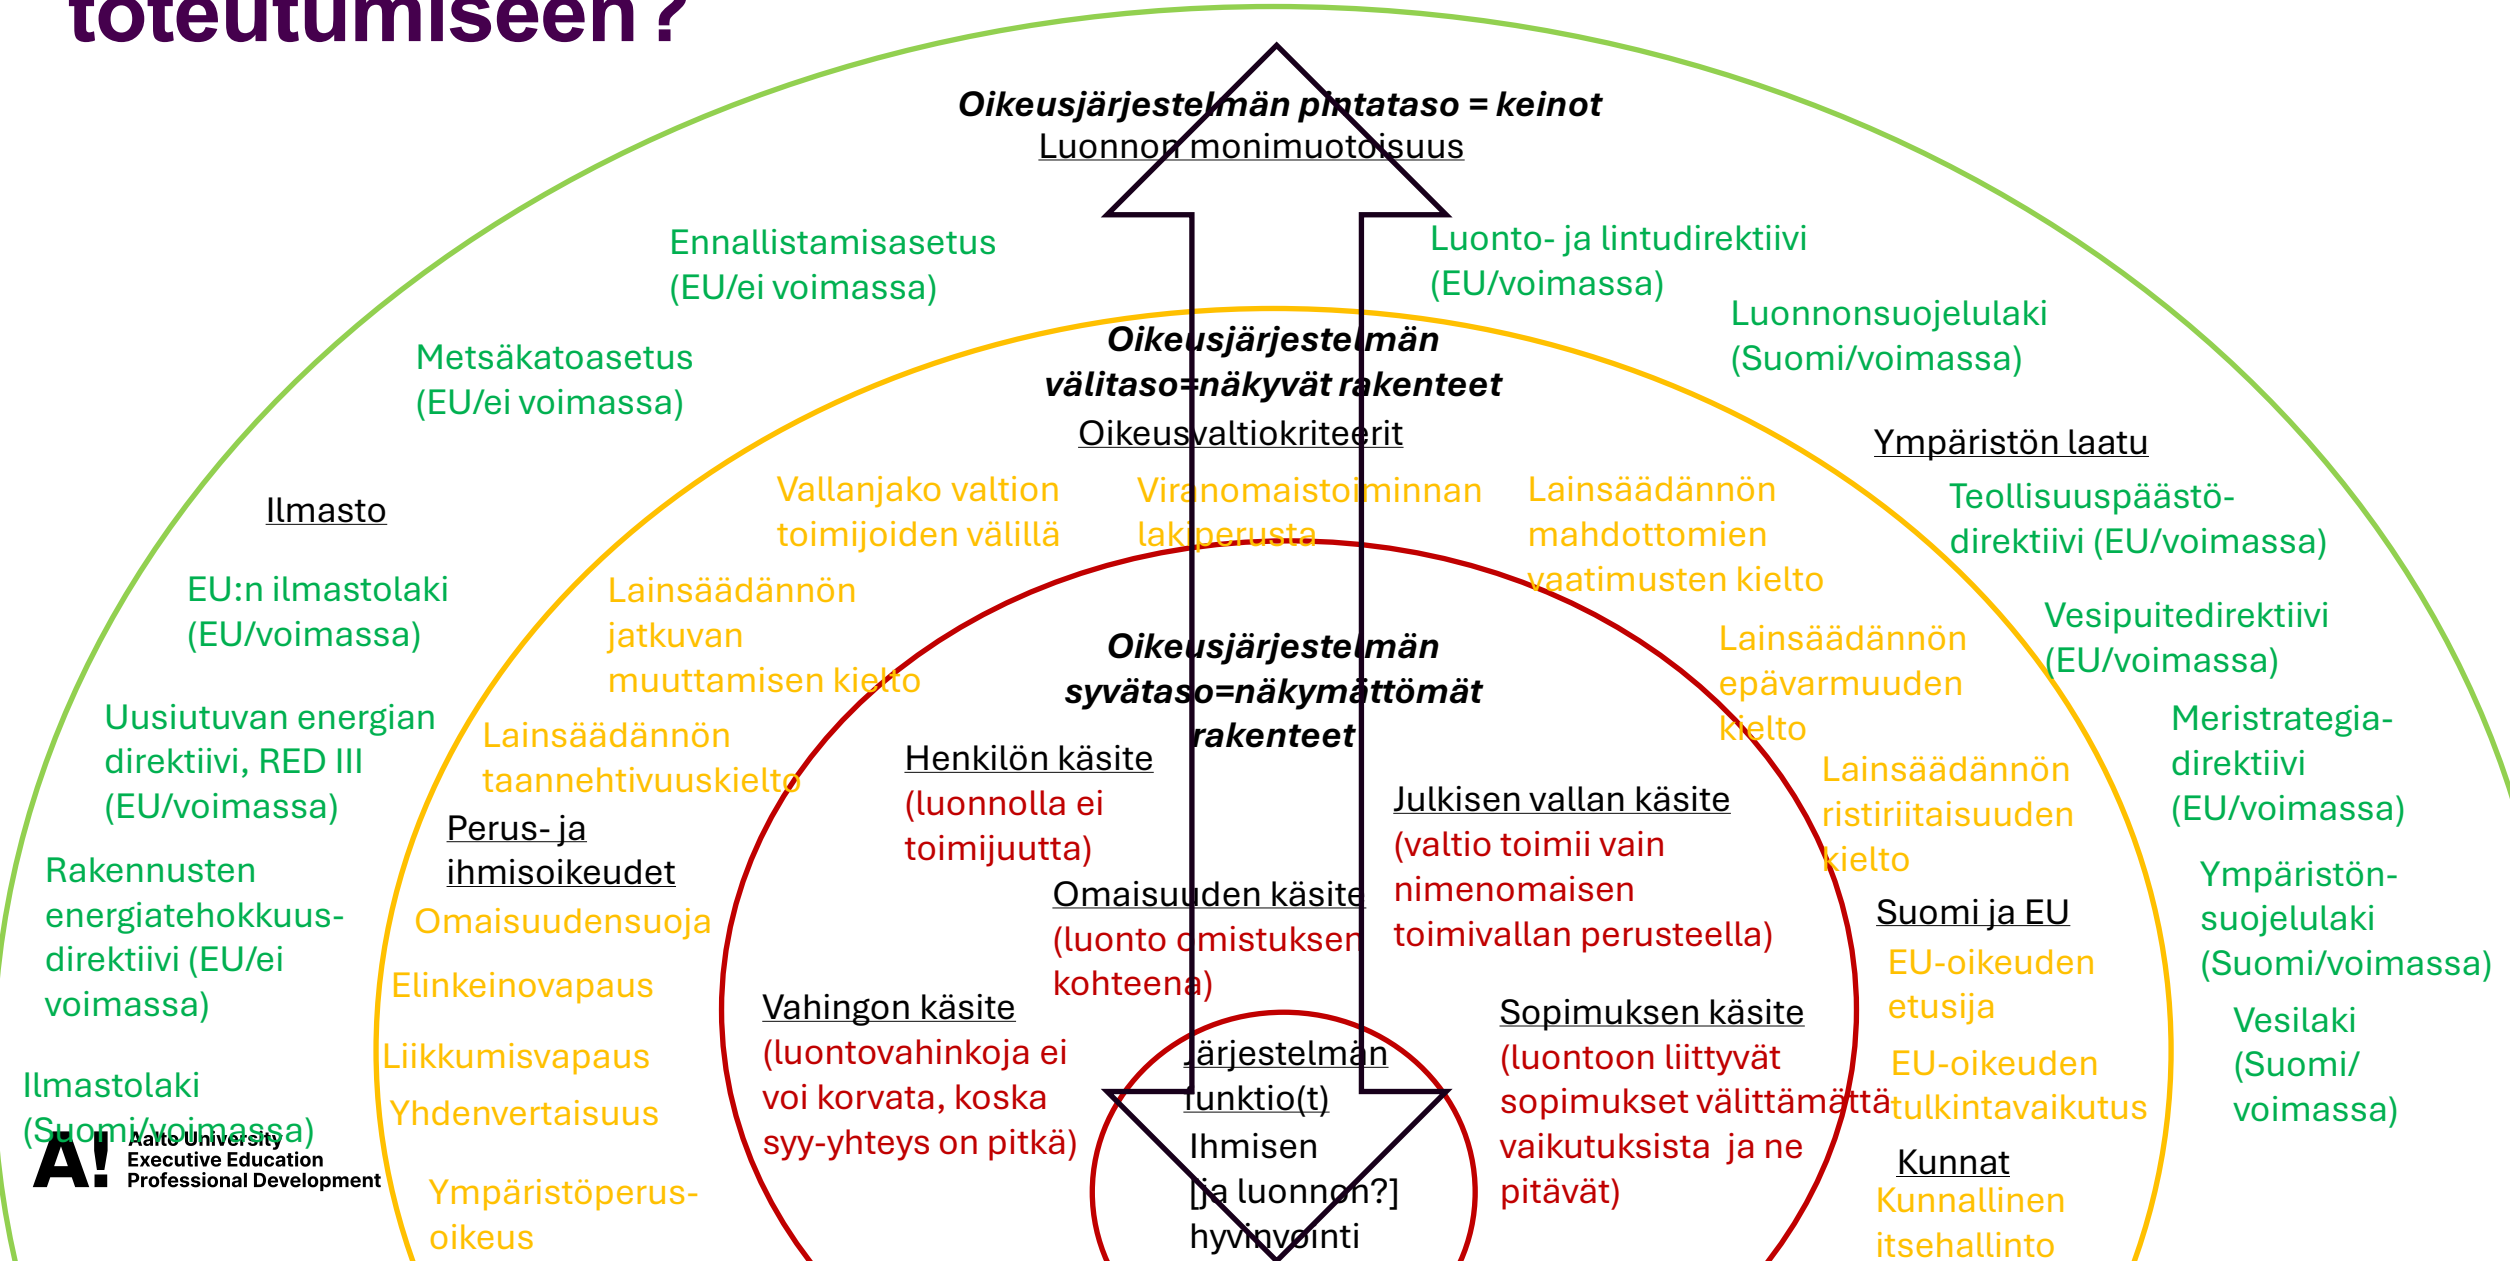 toteutumiseen?
Oikeusjärjestelmän pintataso = keinot
Luonnon monimuotoisuus
Ennallistamisasetus
(EU/ei voimassa)
Luonto- ja lintudirektiivi
(EU/voimassa)
Luonnonsuojelulaki
(Suomi/voimassa)
Metsäkatoasetus
(EU/ei voimassa)
Oikeusjärjestelmän
välitaso=näkyvät rakenteet
Oikeusvaltiokriteerit
Vallanjako valtion
toimijoiden välillä
Viranomaistoiminnan
lakiperusta
Lainsäädännön
mahdottomien
vaatimusten kielto
Ympäristön laatu
Teollisuuspäästö-
direktiivi (EU/voimassa)
Ilmasto
EU:n ilmastolaki
(EU/voimassa)
Lainsäädännön
jatkuvan
muuttamisen kielto
Lainsäädännön
epävarmuuden
kielto
Vesipuitedirektiivi
(EU/voimassa)
Oikeusjärjestelmän
syvätaso=näkymättömät
rakenteet
Uusiutuvan energian
direktiivi, RED III
(EU/voimassa)
Lainsäädännön
taannehtivuuskielto
Henkilön käsite
(luonnolla ei
toimijuutta)
Julkisen vallan käsite
(valtio toimii vain
nimenomaisen
toimivallan perusteella)
Lainsäädännön
ristiriitaisuuden
kielto
Meristrategia-
direktiivi
(EU/voimassa)
Rakennusten
energiatehokkuus-
direktiivi (EU/ei
voimassa)
Perus- ja
ihmisoikeudet
Omaisuudensuoja
Elinkeinovapaus
Liikkumisvapaus
Yhdenvertaisuus
Ympäristöperus-
oikeus
Omaisuuden käsite
(luonto omistuksen
kohteena)
Suomi ja EU
EU-oikeuden
etusija
EU-oikeuden
tulkintavaikutus
Kunnat
Kunnallinen
itsehallinto
Ympäristön-
suojelulaki
(Suomi/voimassa)
Vesilaki
(Suomi/
voimassa)
Vahingon käsite
(luontovahinkoja ei
voi korvata, koska
syy-yhteys on pitkä)
Järjestelmän
funktio(t)
Ihmisen
[ja luonnon?]
hyvinvointi
Sopimuksen käsite
(luontoon liittyvät
sopimukset välittämättä
vaikutuksista ja ne
pitävät)
Ilmastolaki
(Suomi/voimassa)
A! Aalto University
Executive Education
Professional Development